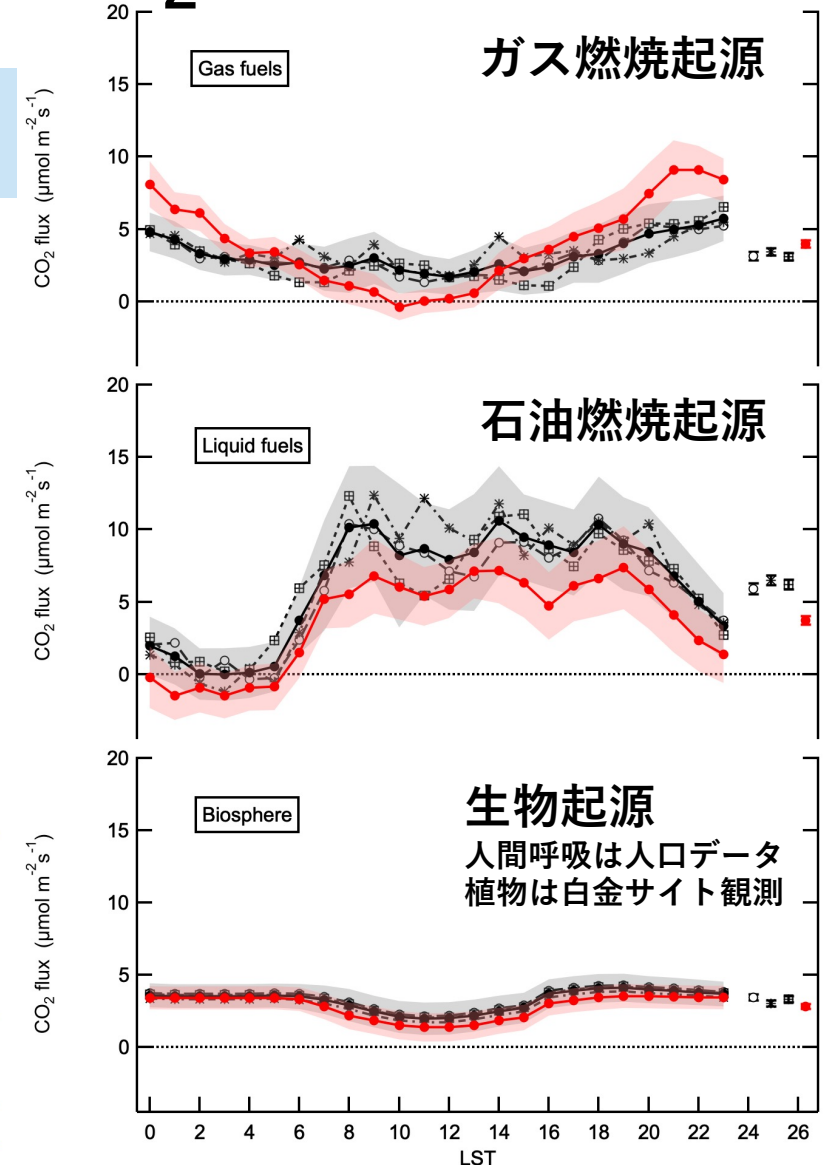 20
15
10
5
0
CO2 flux (μmol m-2 s-1)
Gas fuels
ガス燃焼起源
20
15
10
5
0
CO2 flux (μmol m-2 s-1)
Liquid fuels
石油燃焼起源
20
15
10
5
0
CO2 flux (μmol m-2 s-1)
Biosphere
生物起源
人間呼吸は人口データ
植物は白金サイト観測
0 2 4 6 8 10 12 14 16 18 20 22 24 26
LST